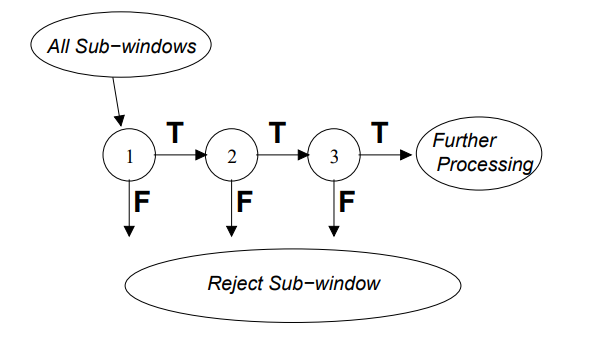 All Sub−windows
T
T
T
1
2
3
Further
Processing
F
F
F
Reject Sub−window